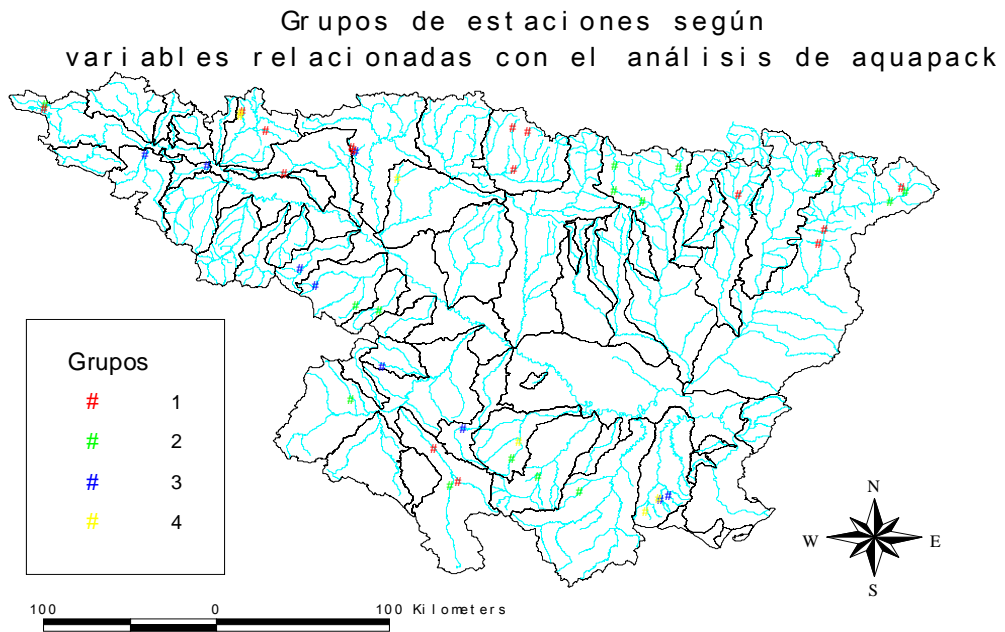 Grupos de estaciones según
variables relacionadas con el análisis de aquapack
Grupos
# 1
# 2
# 3
# 4
N
W E
S
100 0 100 Kilometers